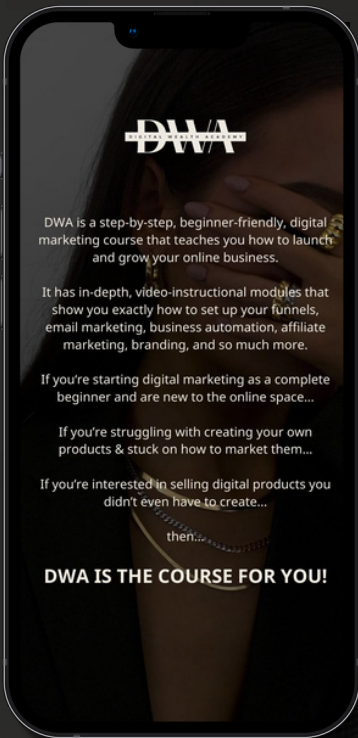 DWA
DIGITAL WEALTH ACADEMY
DWA is a step-by-step, beginner-friendly, digital
marketing course that teaches you how to launch
and grow your online business.
It has in-depth, video-instructional modules that
show you exactly how to set up your funnels,
email marketing, business automation, affiliate
marketing, branding, and so much more.
If you're starting digital marketing as a complete
beginner and are new to the online space...
If you're struggling with creating your own
products & stuck on how to market them...
If you're interested in selling digital products you
didn't even have to create...
then...
DWA IS THE COURSE FOR YOU!